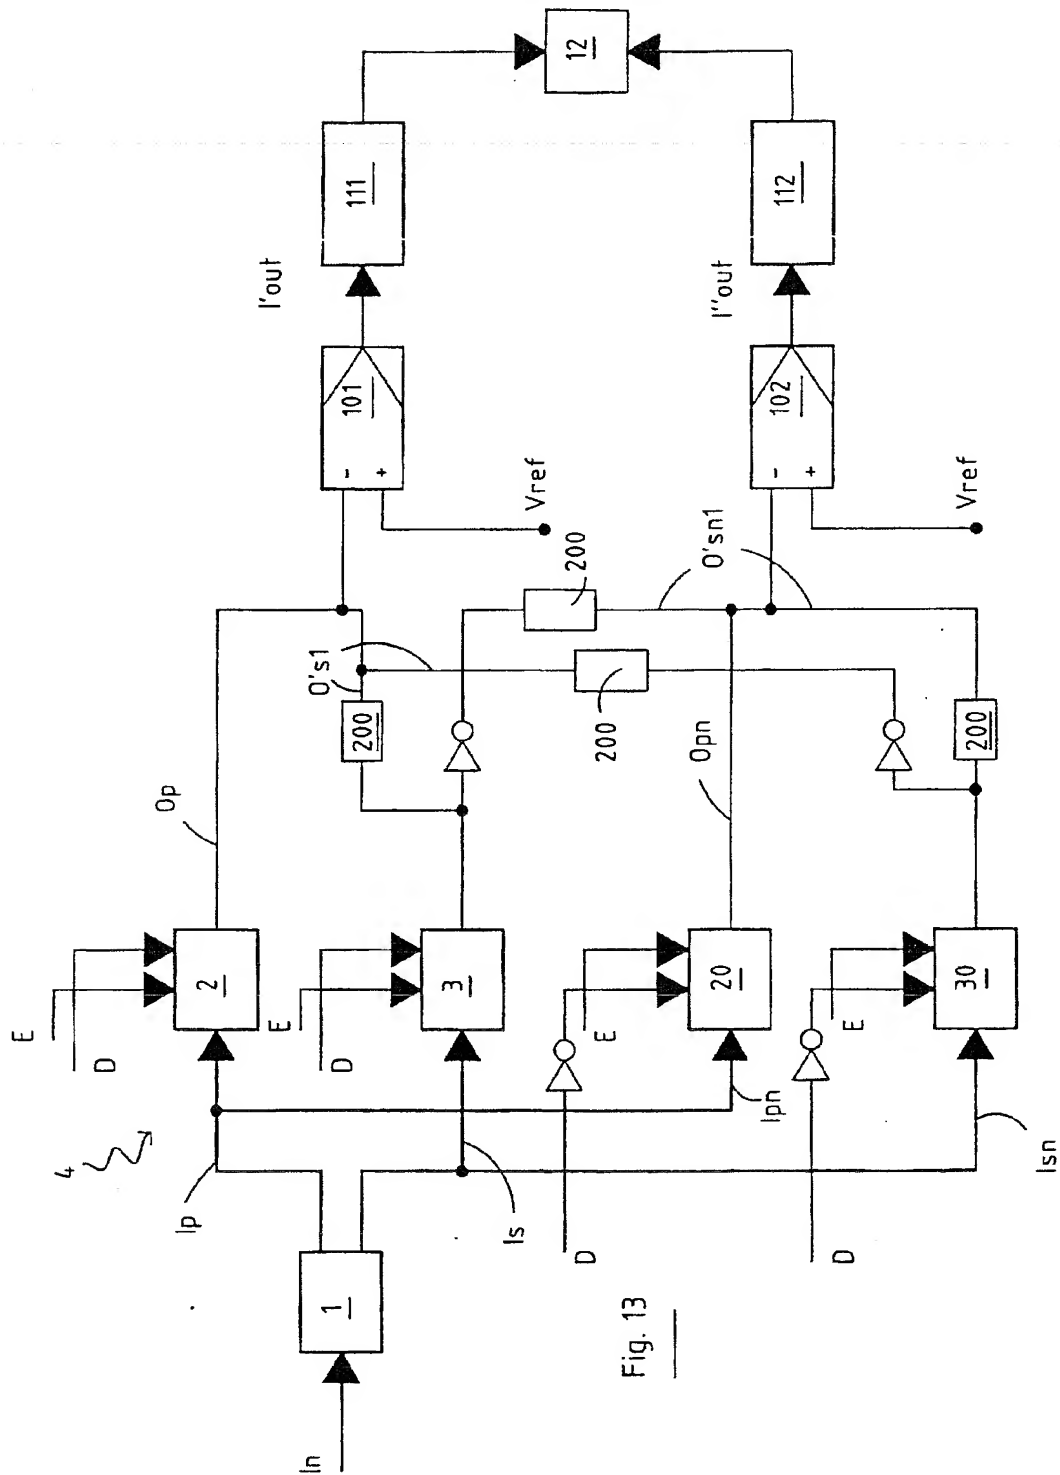 4
In
1
Ip
Is
Ipn
Isn
E
D
2
Op
E
D
3
O's1
200
D
E
20
Opn
200
200
D
E
30
200
O'sn1
Vref
-
+
101
I'out
111
12
Vref
-
+
102
I''out
112
Fig. 13